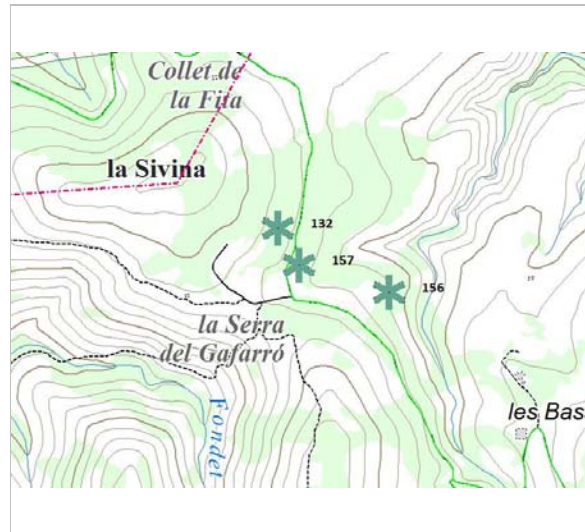 Collet de
la Fita
la Sivina
132
157
156
la Serra
del Gafarró
Fondet
les Bas